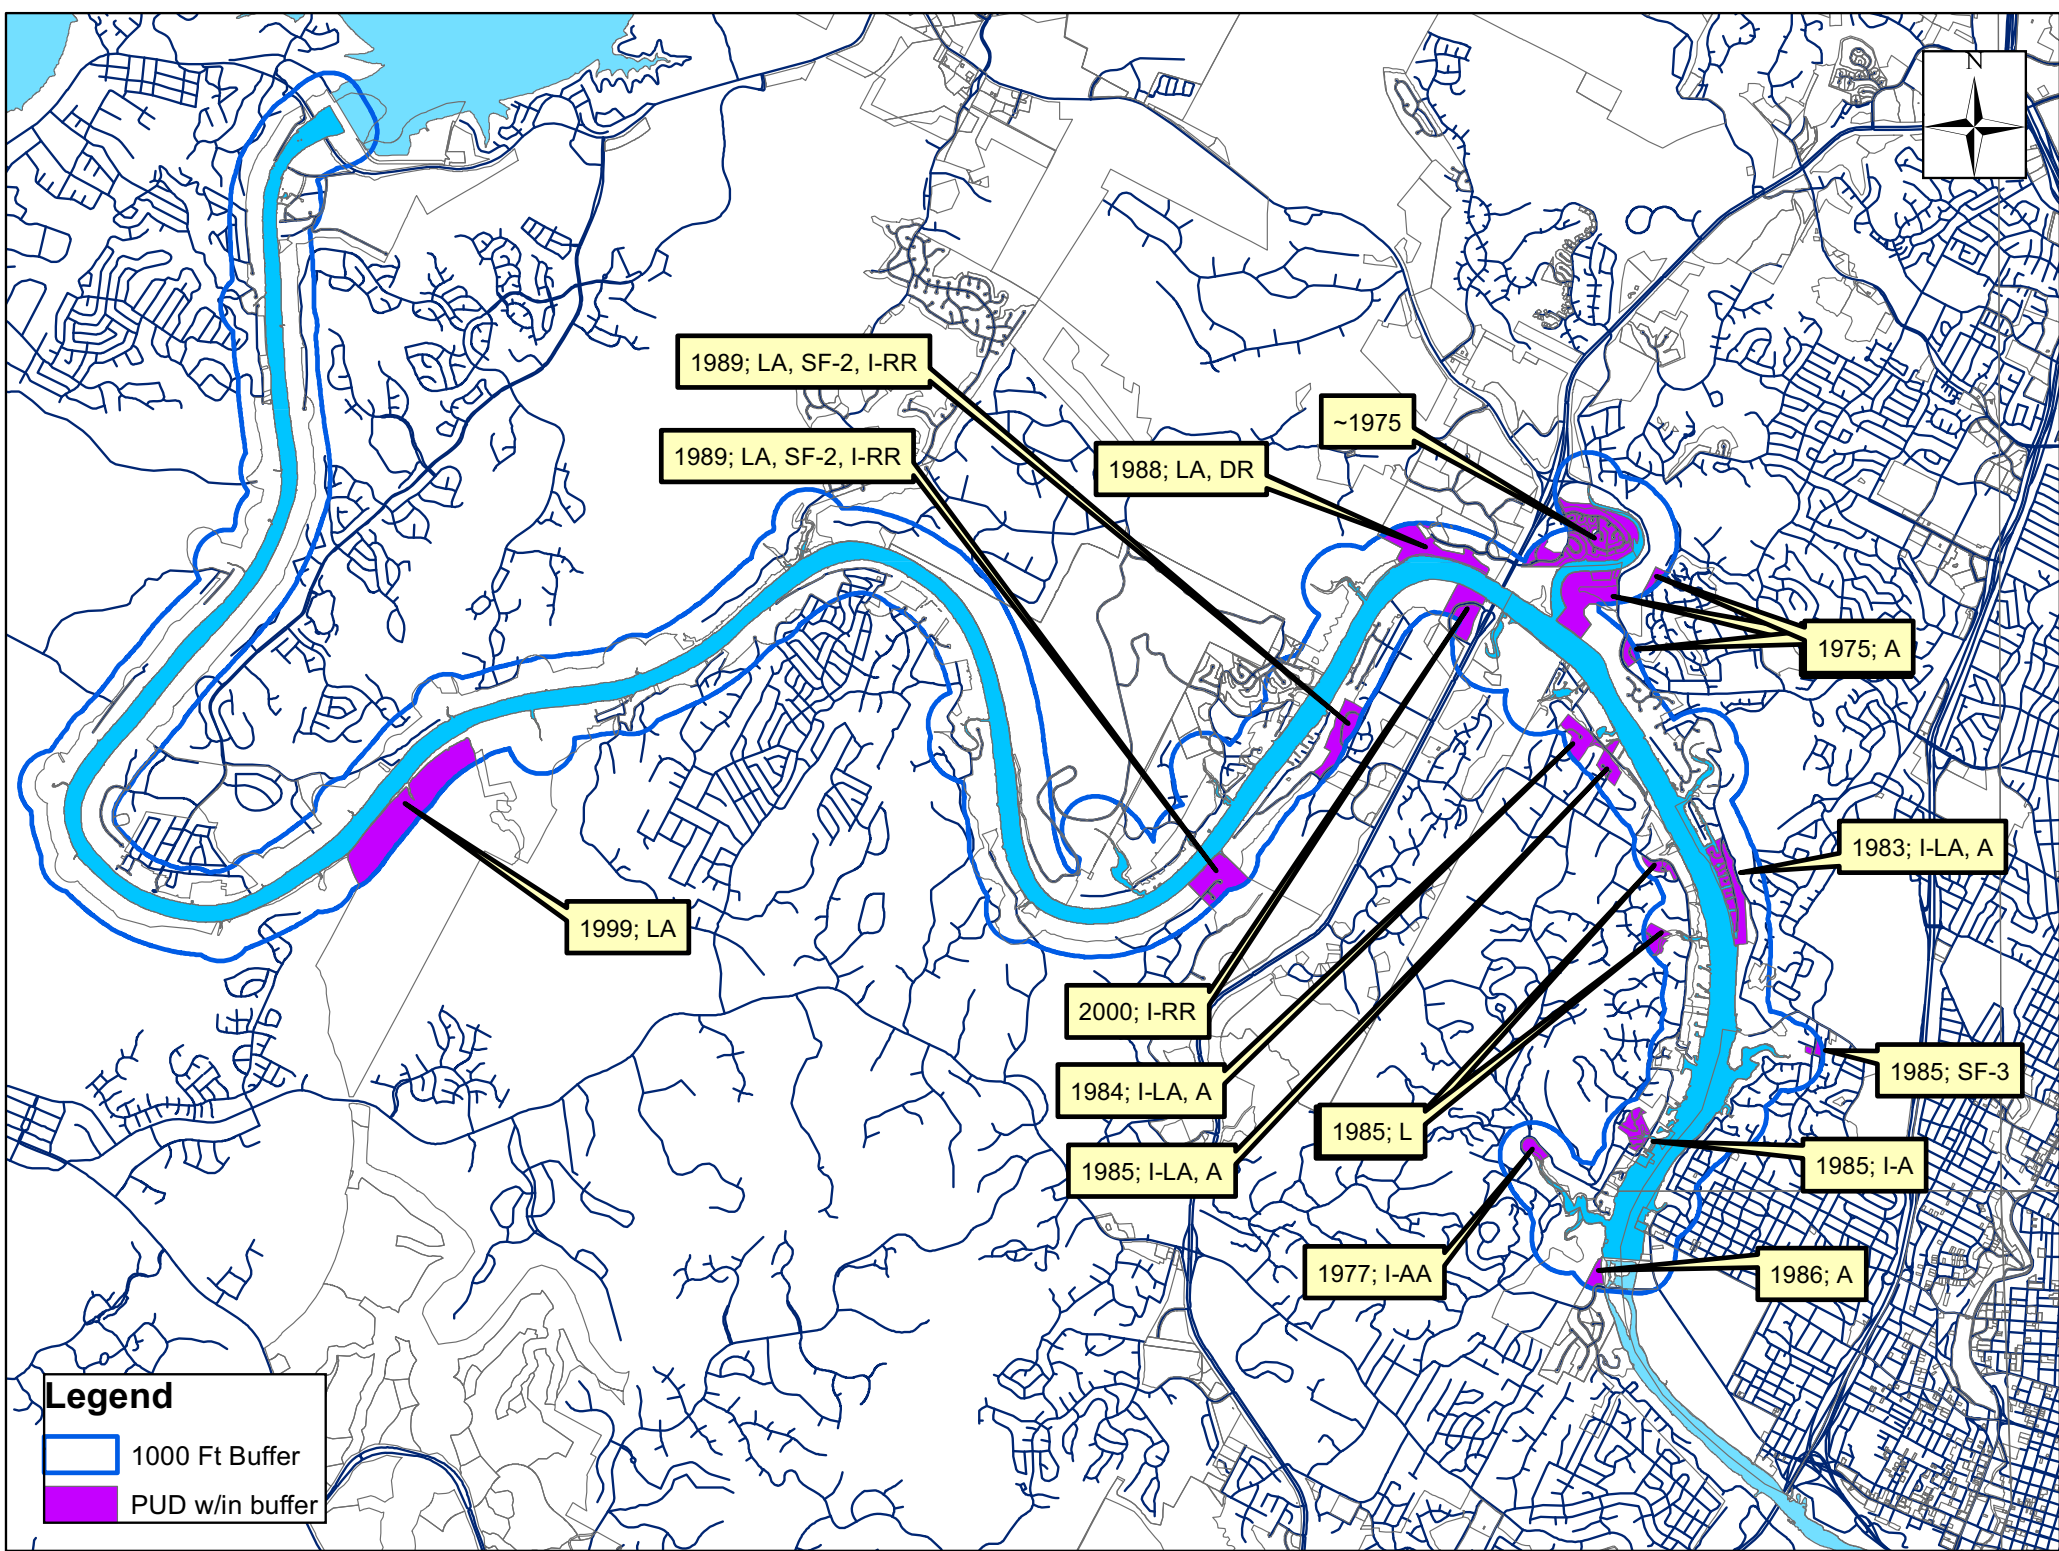 N
1989; LA, SF-2, I-RR
~1975
1989; LA, SF-2, I-RR
1988; LA, DR
1975; A
1983; I-LA, A
1999; LA
2000; I-RR
1985; SF-3
1984; I-LA, A
1985; L
1985; I-A
1985; I-LA, A
1977; I-AA
1986; A
Legend
1000 Ft Buffer
PUD w/in buffer